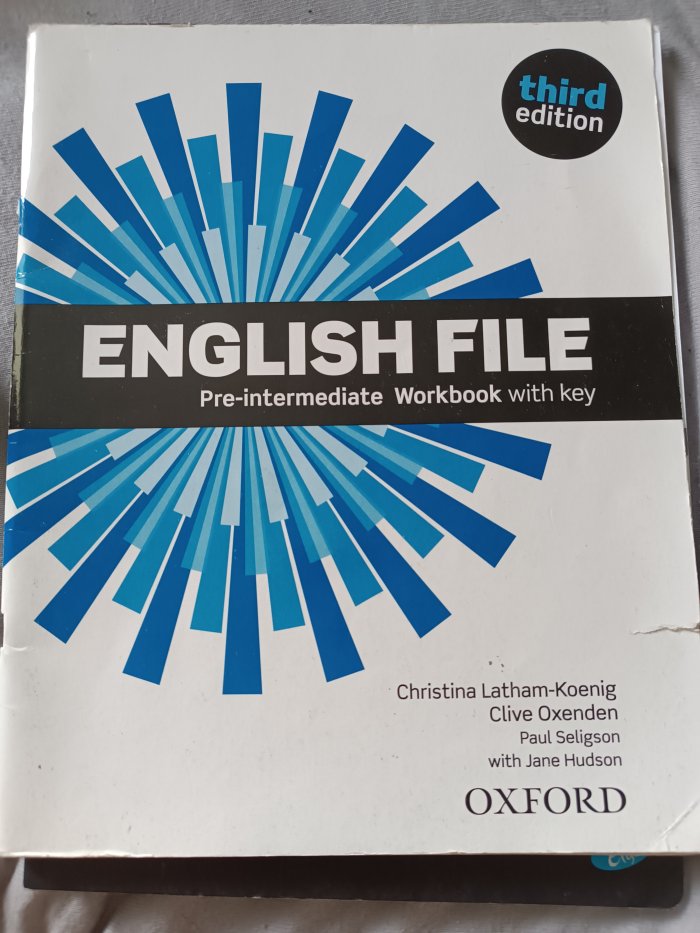 third
edition
ENGLISH FILE
Pre-intermediate Workbook with key
Christina Latham-Koenig
Clive Oxenden
Paul Seligson
with Jane Hudson
OXFORD